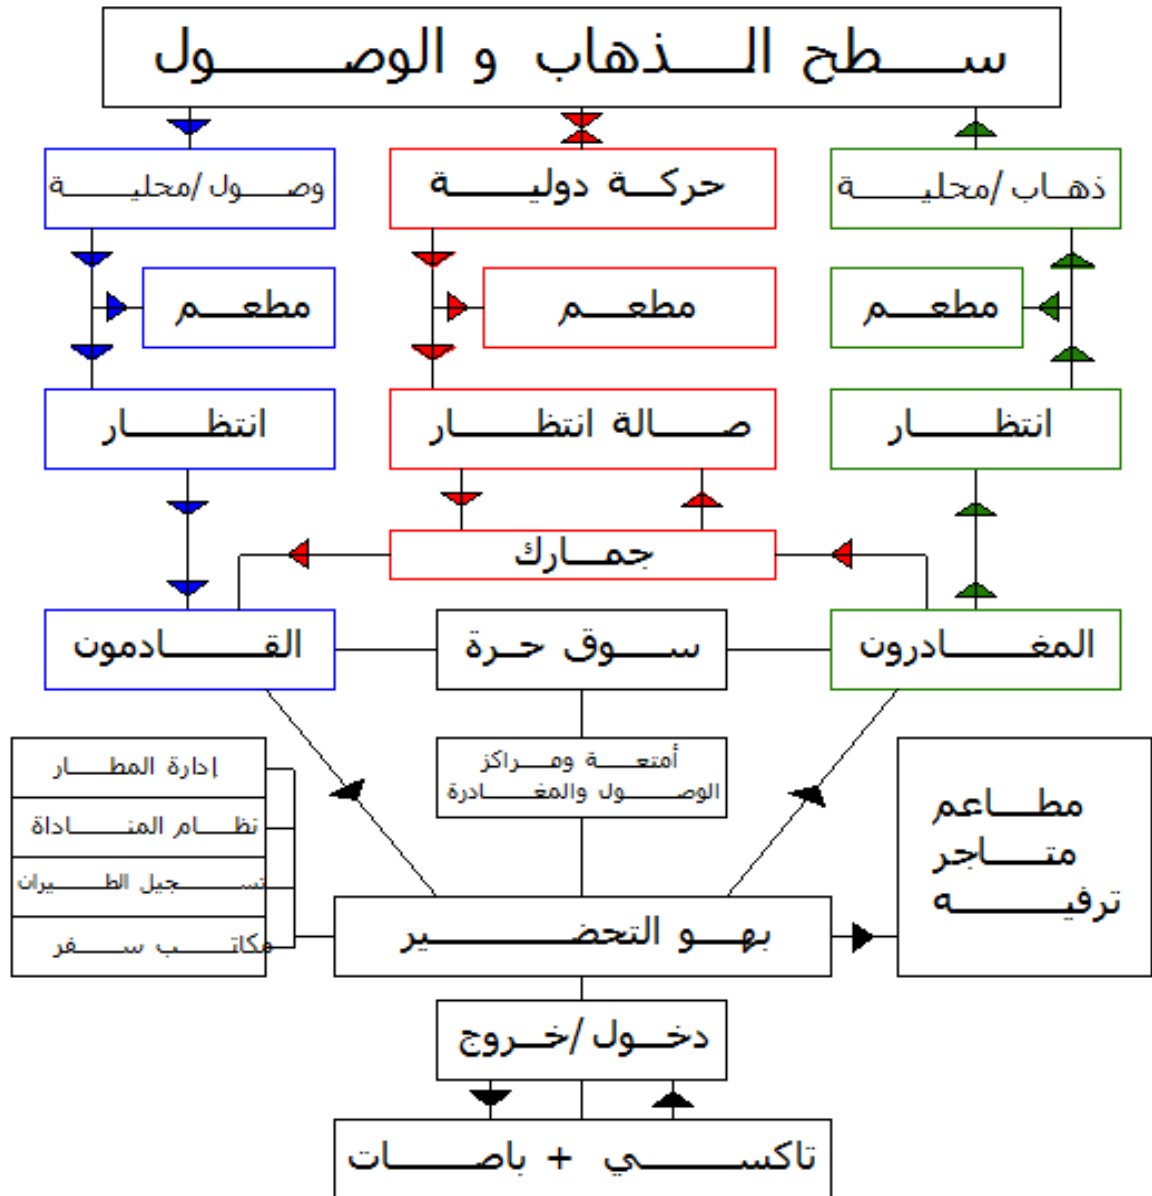 سطح الذهاب و الوصول
وصول/محلية
حركة دولية
ذهاب/محلية
مطعم
مطعم
مطعم
انتظار
صالة انتظار
انتظار
جمارك
القادمون
سوق حرة
المغادرون
أمتعة ومراكز
الوصول والمغادرة
إدارة المطار
نظام المناداة
تسجيل الطيران
مكاتب سفر
مطاعم
متاجر
ترفيه
بهو التحضير
دخول/خروج
تاكسي + باصات